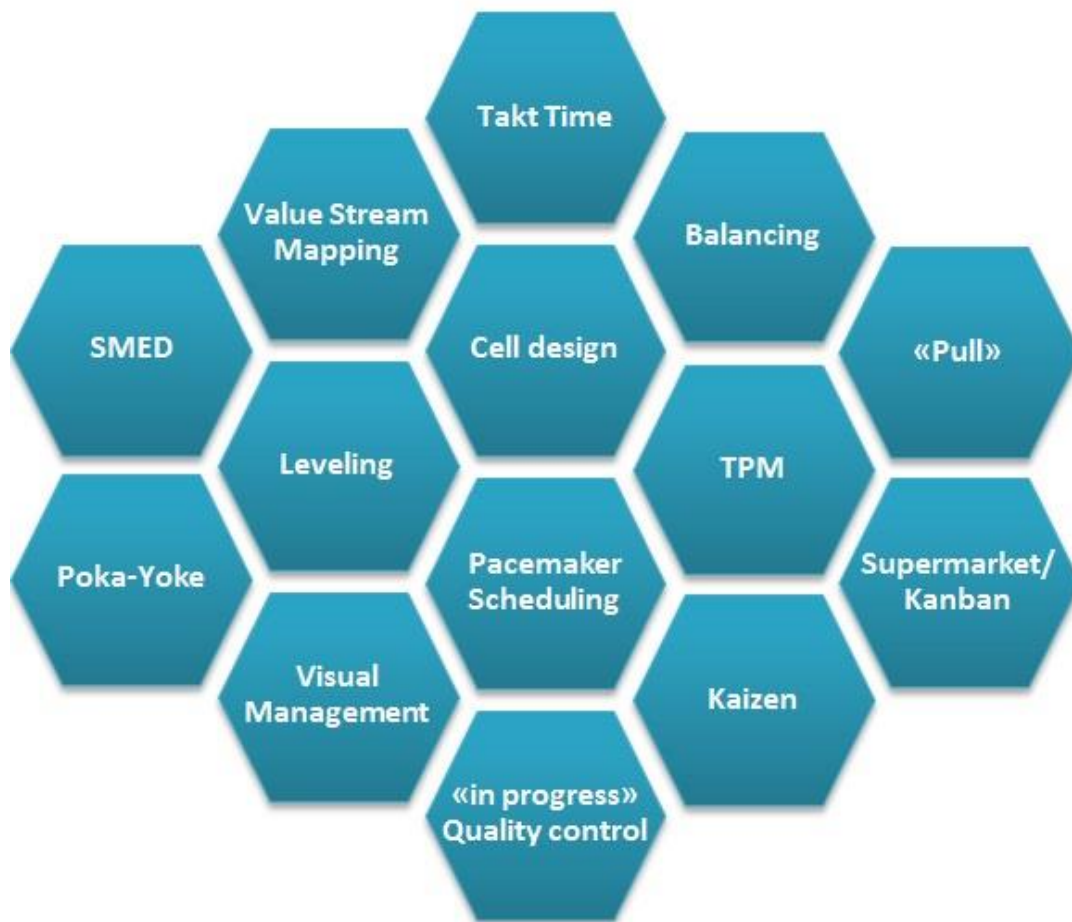 Takt Time
Value Stream
Mapping
Balancing
SMED
Cell design
«Pull»
Leveling
TPM
Poka-Yoke
Pacemaker
Scheduling
Supermarket/
Kanban
Visual
Management
Kaizen
«in progress»
Quality control